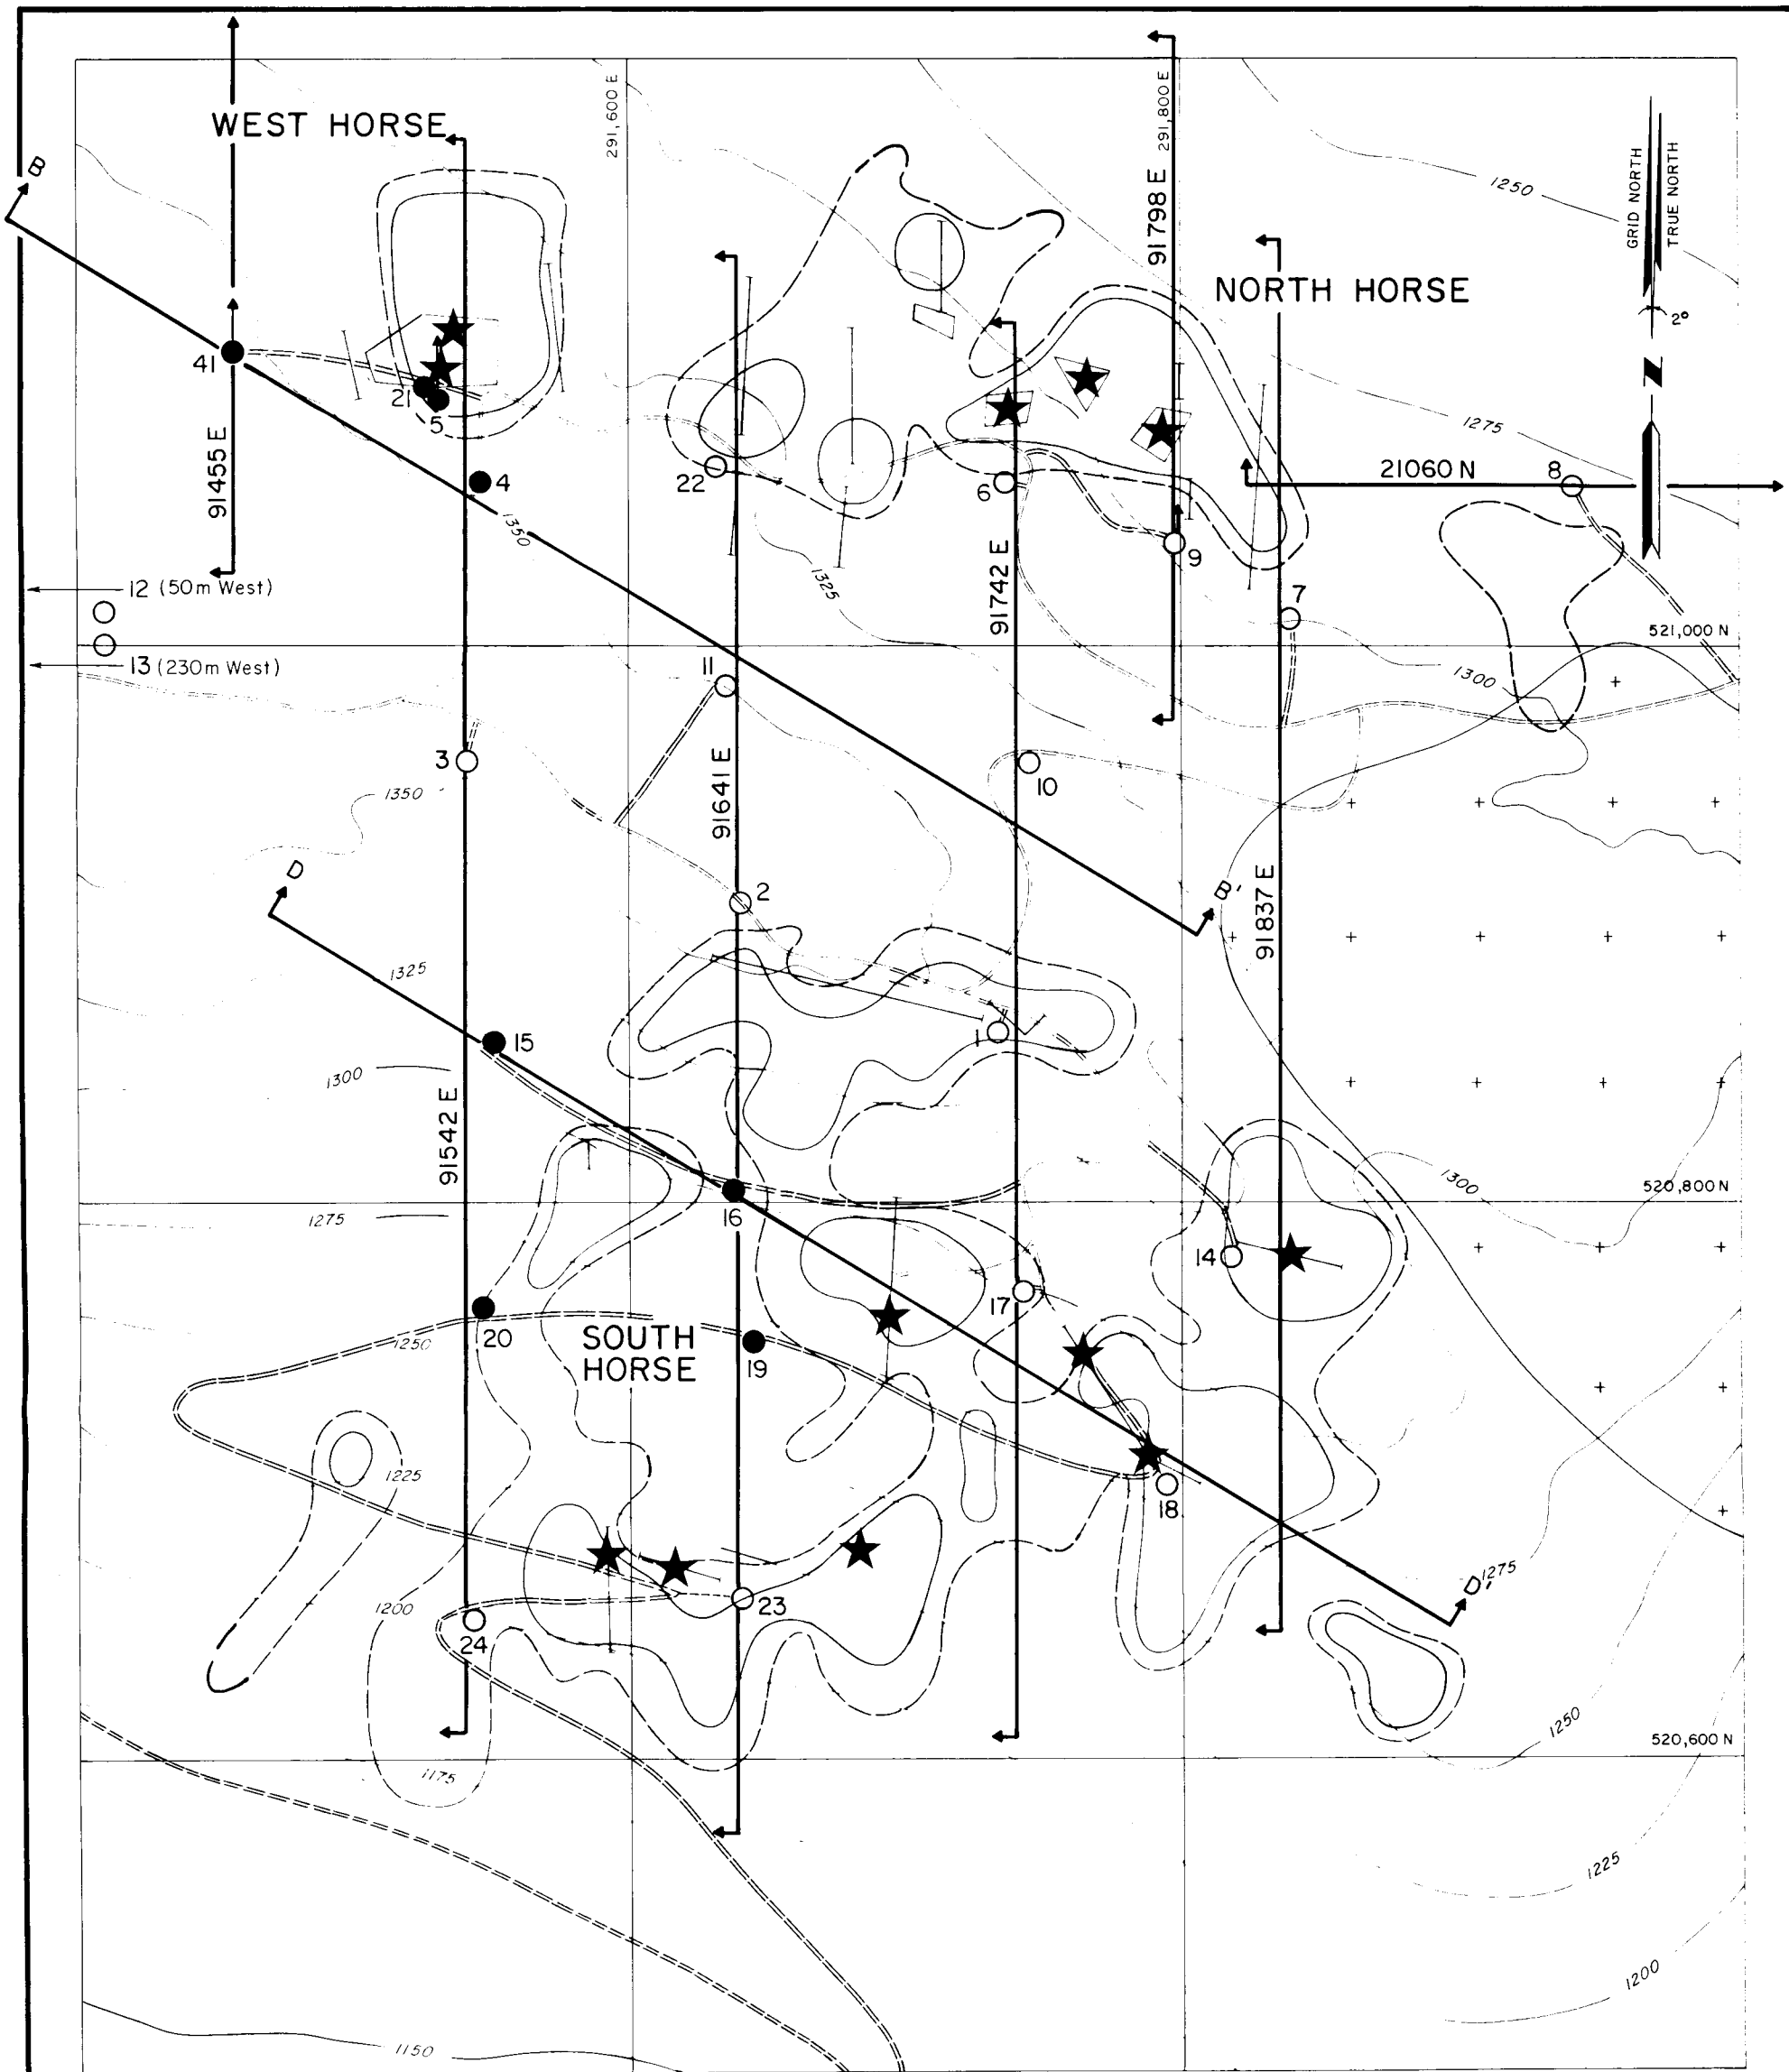 WEST HORSE
291,600 E
291,800 E
B
91798 E
1250
GRID NORTH
TRUE NORTH
NORTH HORSE
2°
N
41
21
5
1275
91455 E
4
22
6
21060 N
8
1350
9
1325
91742 E
12 (50m West)
7
521,000 N
13 (230m West)
11
1300
3
10
1350
91641 E
D
2
B'
91837 E
1325
15
1
1300
91542 E
1300
520,800 N
16
1275
14
17
20
1250
SOUTH
HORSE
19
1225
18
D'
1275
1200
23
24
1250
520,600 N
1175
1225
1200
1150